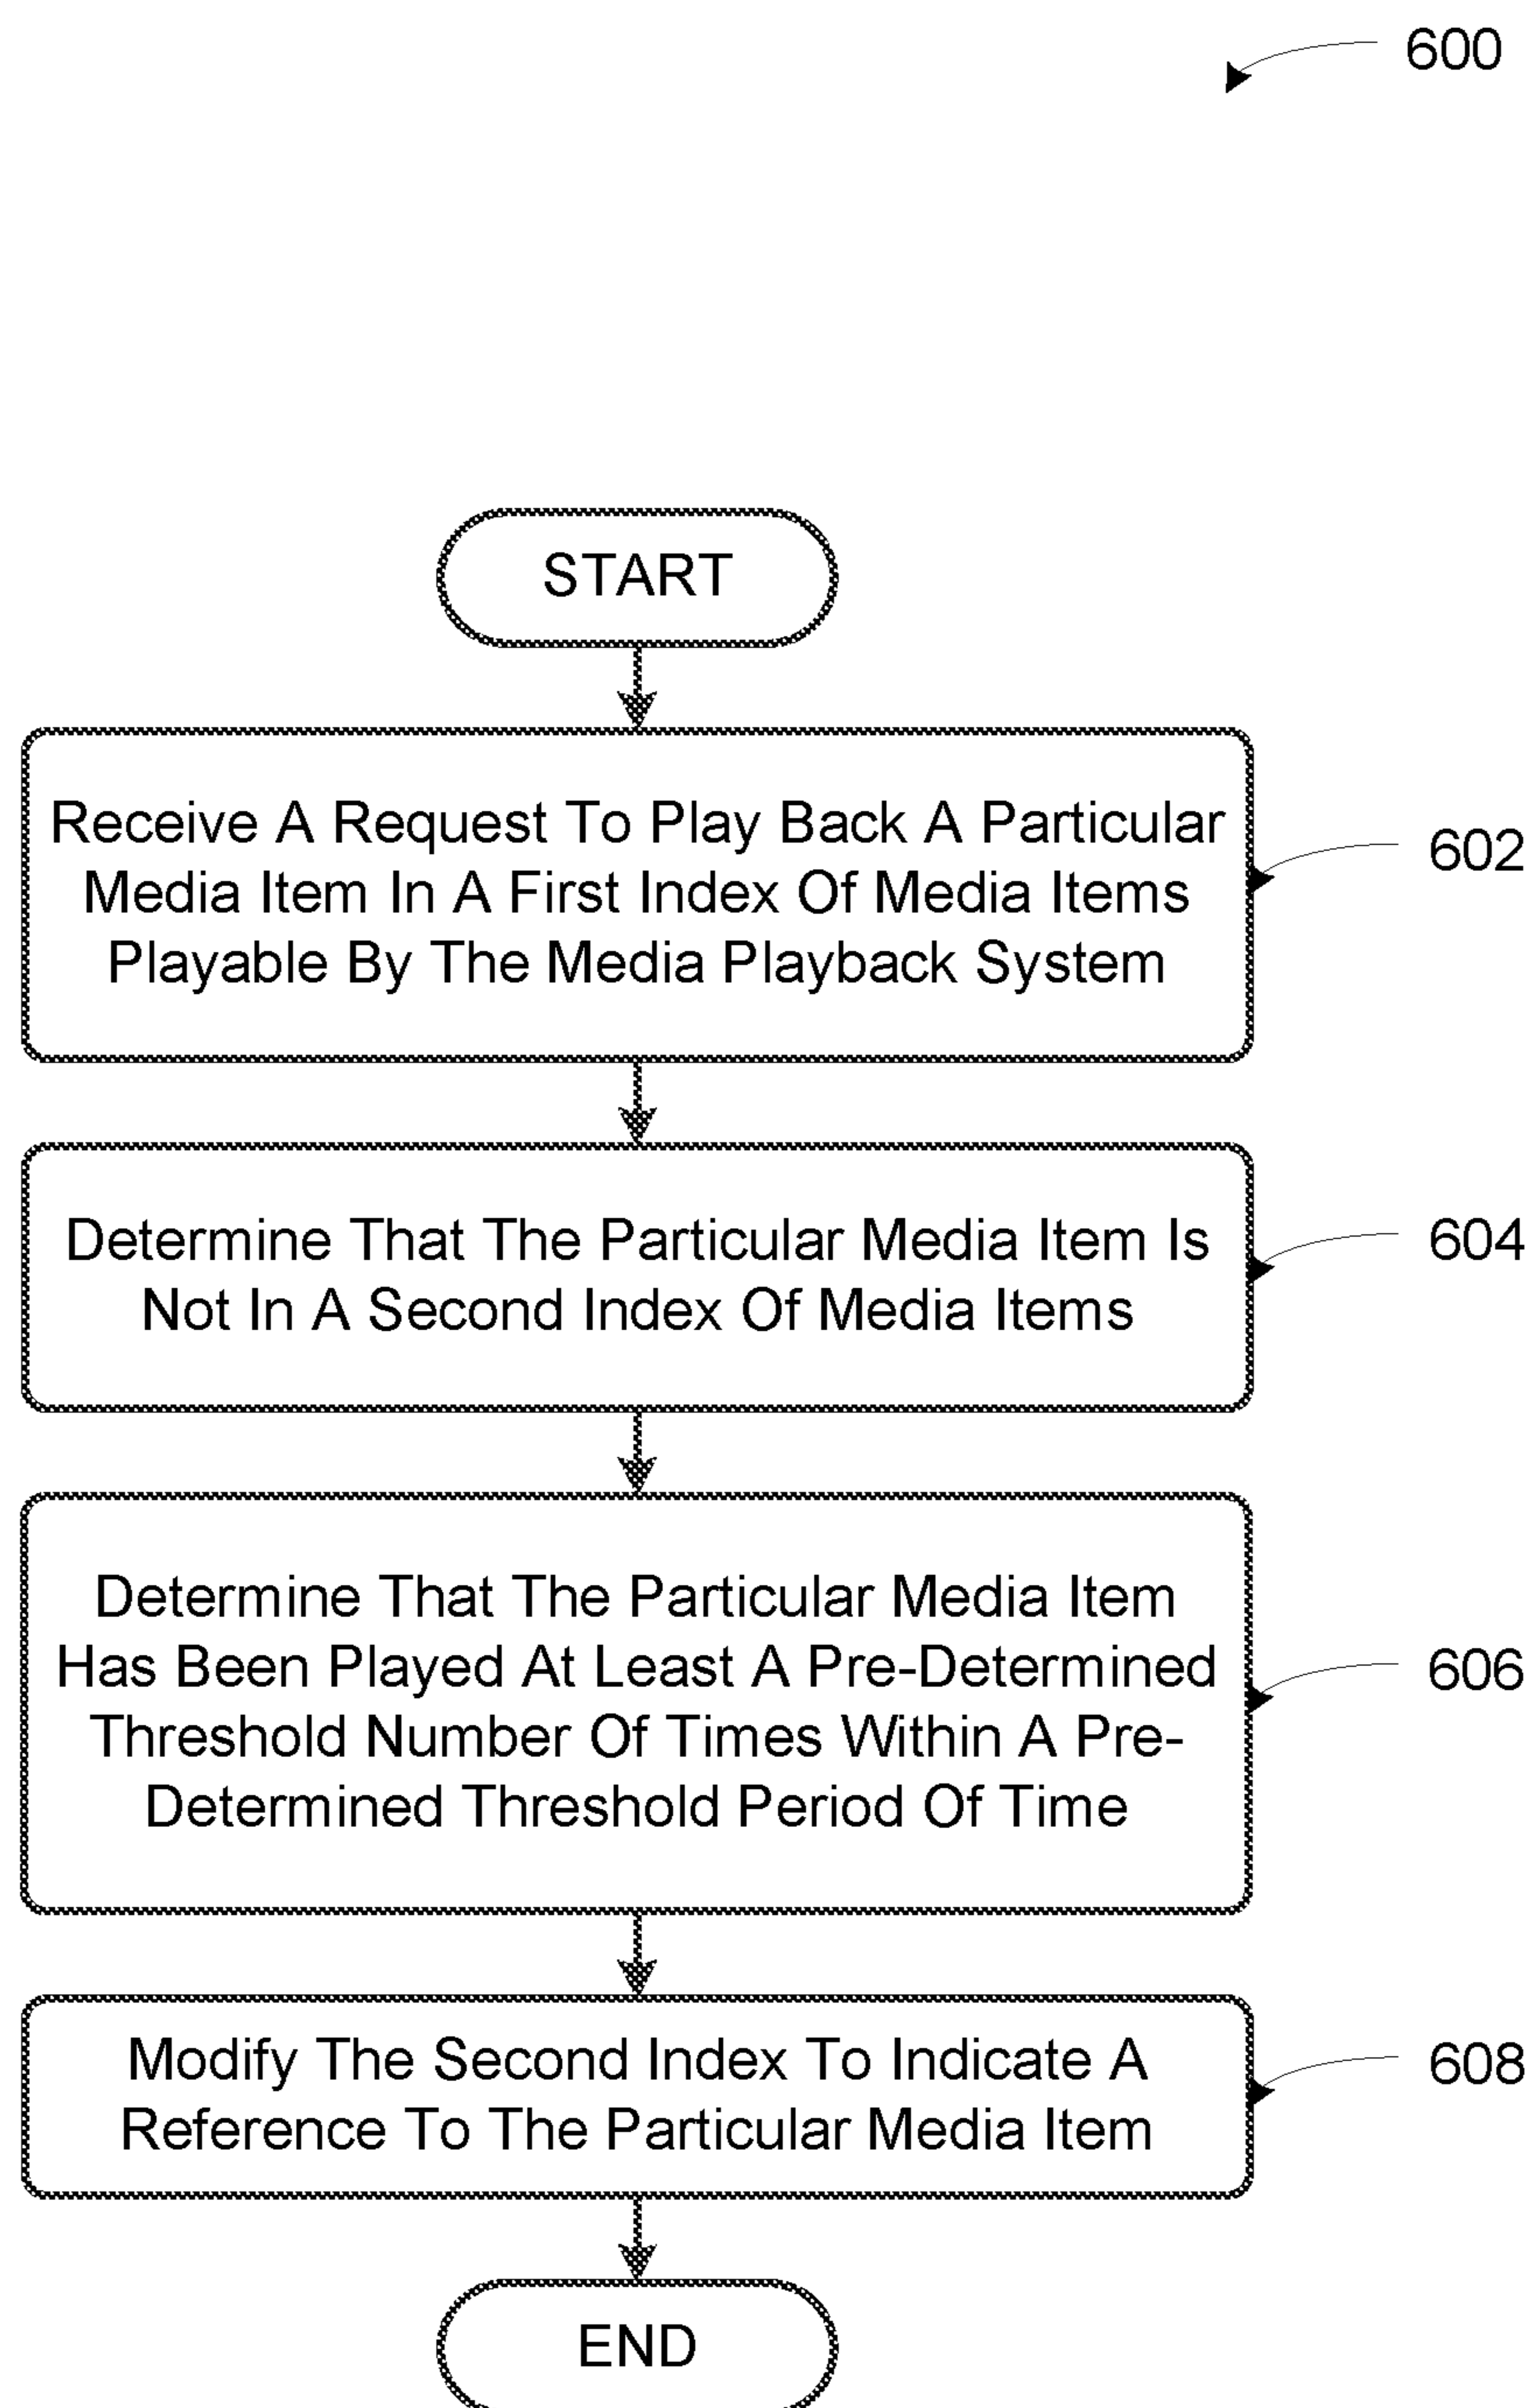 600
START
Receive A Request To Play Back A Particular
Media Item In A First Index Of Media Items
Playable By The Media Playback System
602
Determine That The Particular Media Item Is
Not In A Second Index Of Media Items
604
Determine That The Particular Media Item
Has Been Played At Least A Pre-Determined
Threshold Number Of Times Within A Pre-
Determined Threshold Period Of Time
606
Modify The Second Index To Indicate A
Reference To The Particular Media Item
608
END